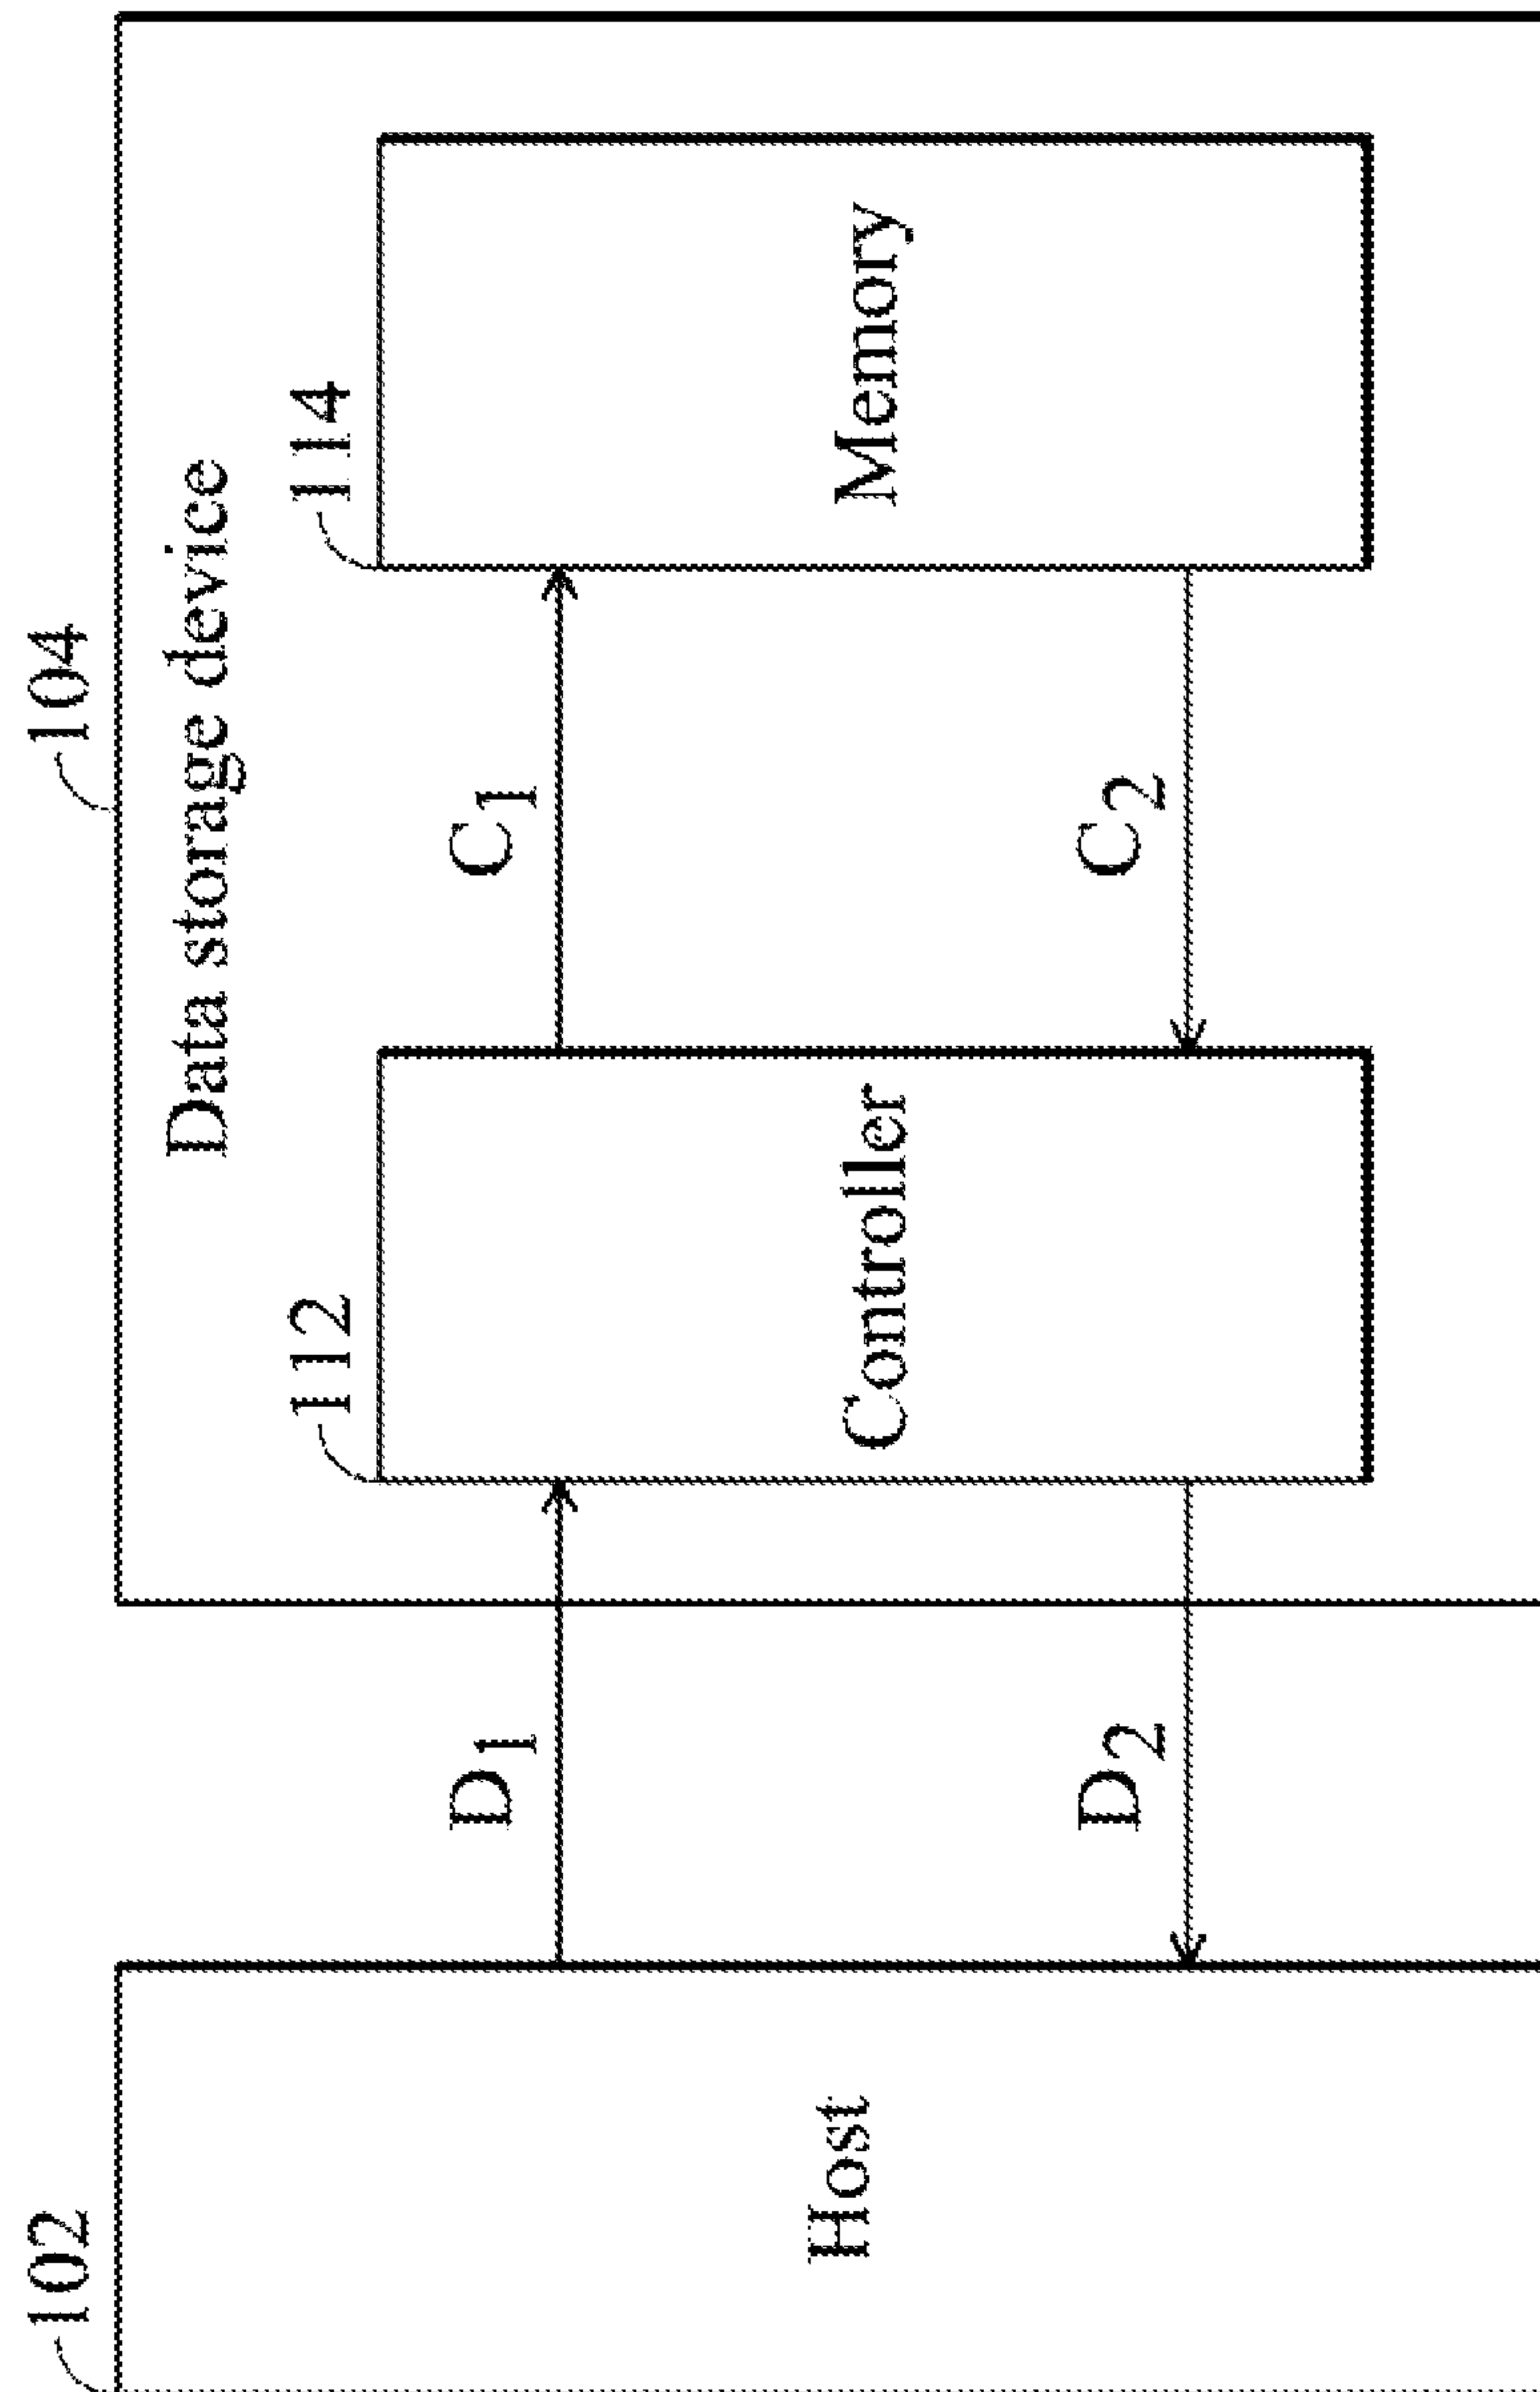 102
104
Data storage device
112
114
D1
C1
Host
Controller
Memory
D2
C2